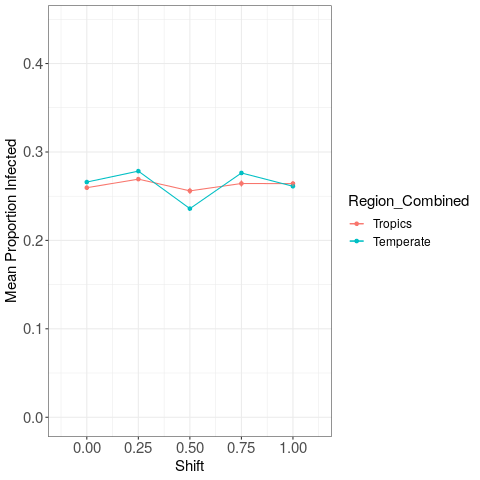 Mean Proportion Infected
0.4
0.3
0.2
0.1
0.0
0.00 0.25 0.50 0.75 1.00
Shift
Region_Combined
Tropics
Temperate